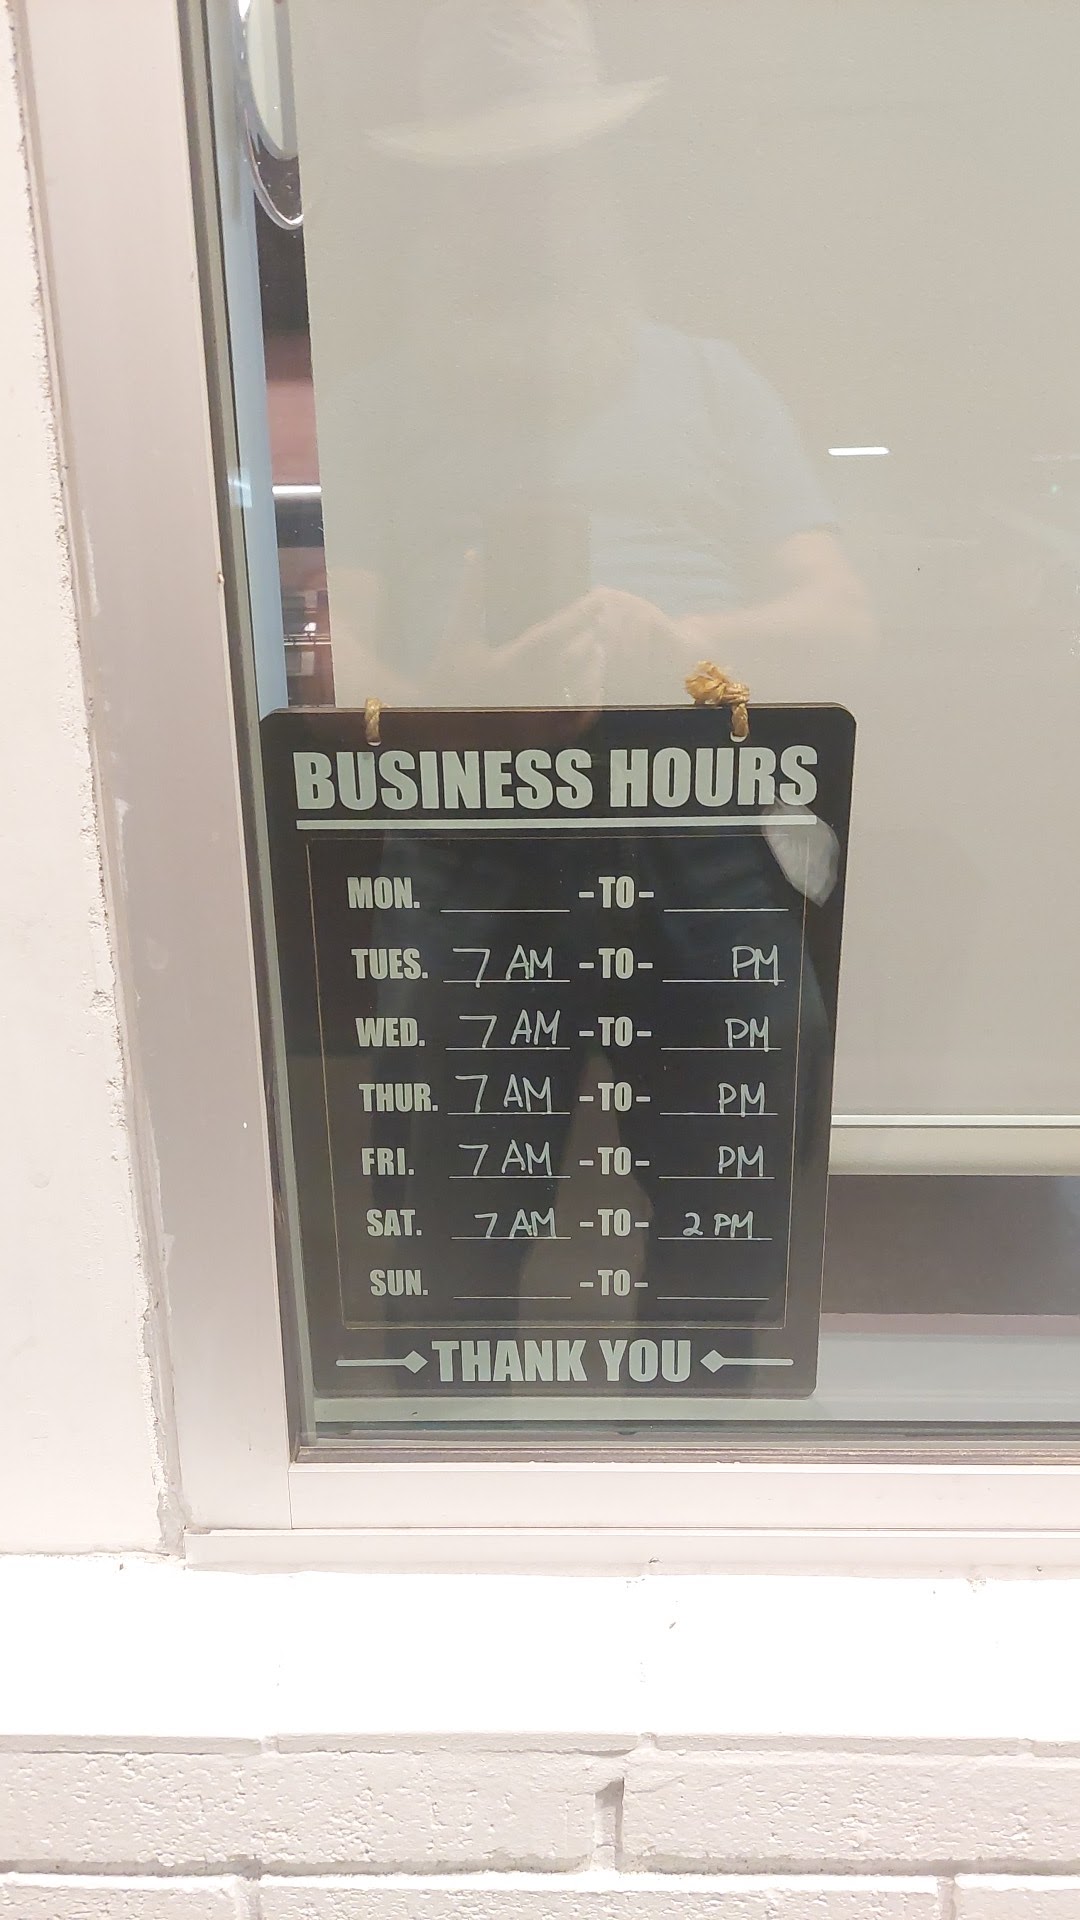 BUSINESS HOURS
MON. -TO-
TUES. 7 AM -TO- PM
WED. 7 AM -TO- PM
THUR. 7 AM -TO- PM
FRI. 7 AM -TO- PM
SAT. 7 AM -TO- 2 PM
SUN. -TO-
THANK YOU